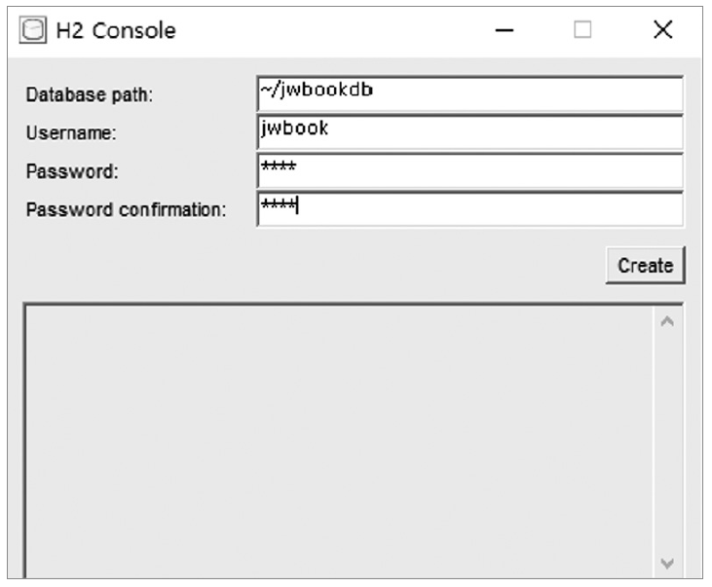 H2 Console
Database path: ~/jwbookdb
Username: jwbook
Password: ****
Password confirmation: ****
Create